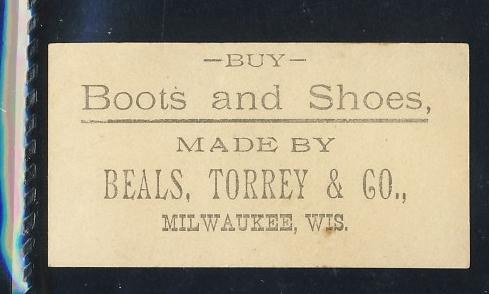 —BUY—
Boots and Shoes,
MADE BY
BEALS, TORREY & CO.,
MILWAUKEE, WIS.